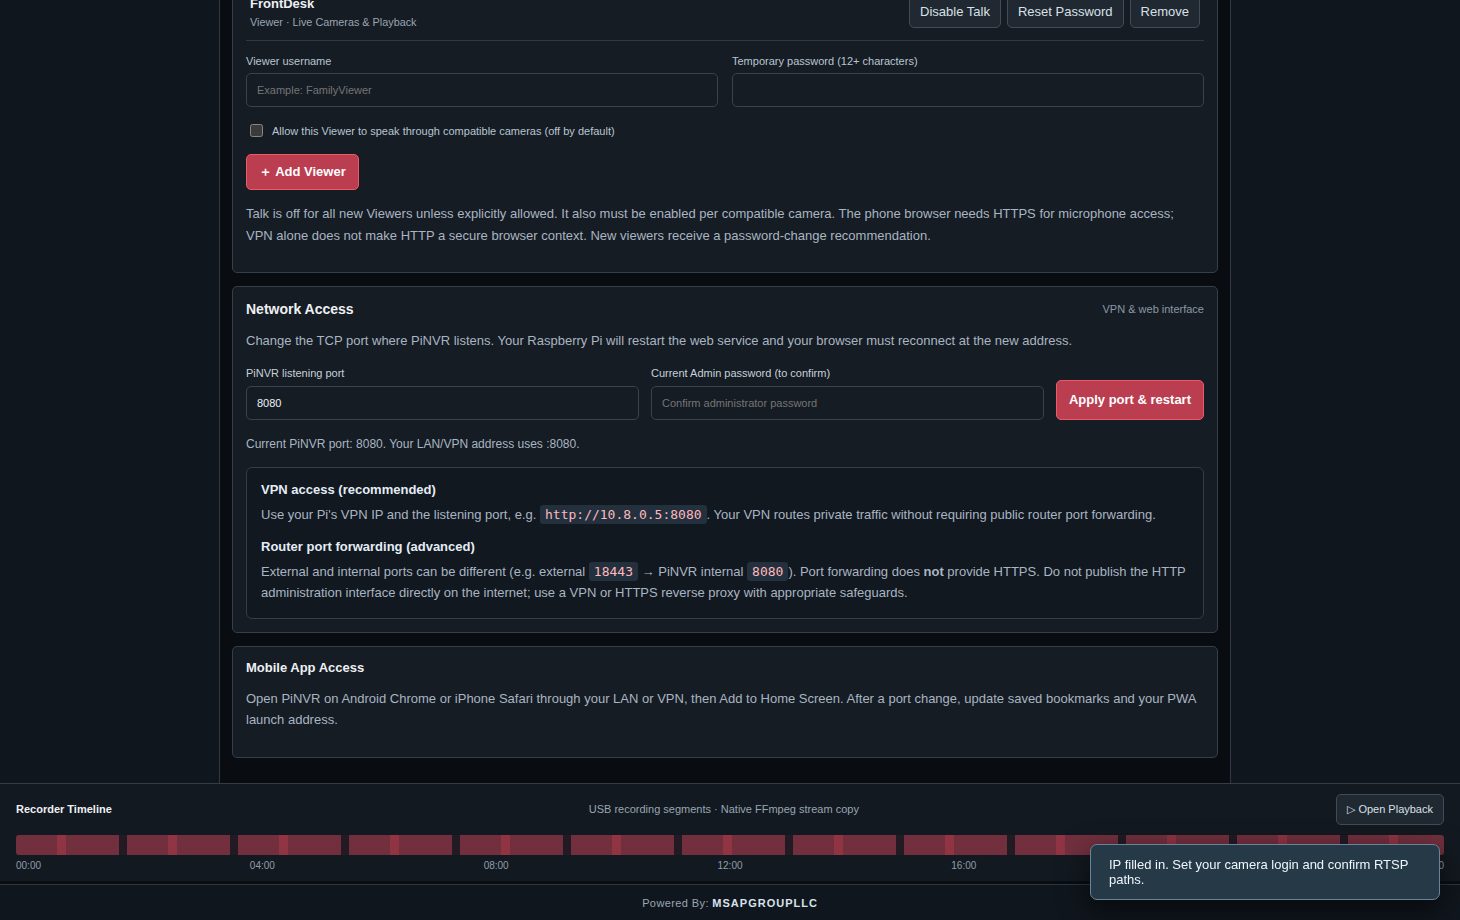 FrontDesk
Viewer · Live Cameras & Playback
Disable Talk
Reset Password
Remove
Viewer username
Temporary password (12+ characters)
Example: FamilyViewer
Allow this Viewer to speak through compatible cameras (off by default)
+ Add Viewer
Talk is off for all new Viewers unless explicitly allowed. It also must be enabled per compatible camera. The phone browser needs HTTPS for microphone access;
VPN alone does not make HTTP a secure browser context. New viewers receive a password-change recommendation.
Network Access
VPN & web interface
Change the TCP port where PiNVR listens. Your Raspberry Pi will restart the web service and your browser must reconnect at the new address.
PiNVR listening port
Current Admin password (to confirm)
8080
Confirm administrator password
Apply port & restart
Current PiNVR port: 8080. Your LAN/VPN address uses :8080.
VPN access (recommended)
Use your Pi's VPN IP and the listening port, e.g. http://10.8.0.5:8080. Your VPN routes private traffic without requiring public router port forwarding.
Router port forwarding (advanced)
External and internal ports can be different (e.g. external 18443 → PiNVR internal 8080). Port forwarding does not provide HTTPS. Do not publish the HTTP
administration interface directly on the internet; use a VPN or HTTPS reverse proxy with appropriate safeguards.
Mobile App Access
Open PiNVR on Android Chrome or iPhone Safari through your LAN or VPN, then Add to Home Screen. After a port change, update saved bookmarks and your PWA
launch address.
Recorder Timeline
USB recording segments · Native FFmpeg stream copy
▷ Open Playback
00:00
04:00
08:00
12:00
16:00
IP filled in. Set your camera login and confirm RTSP
paths.
Powered By: MSAPGROUPLLC